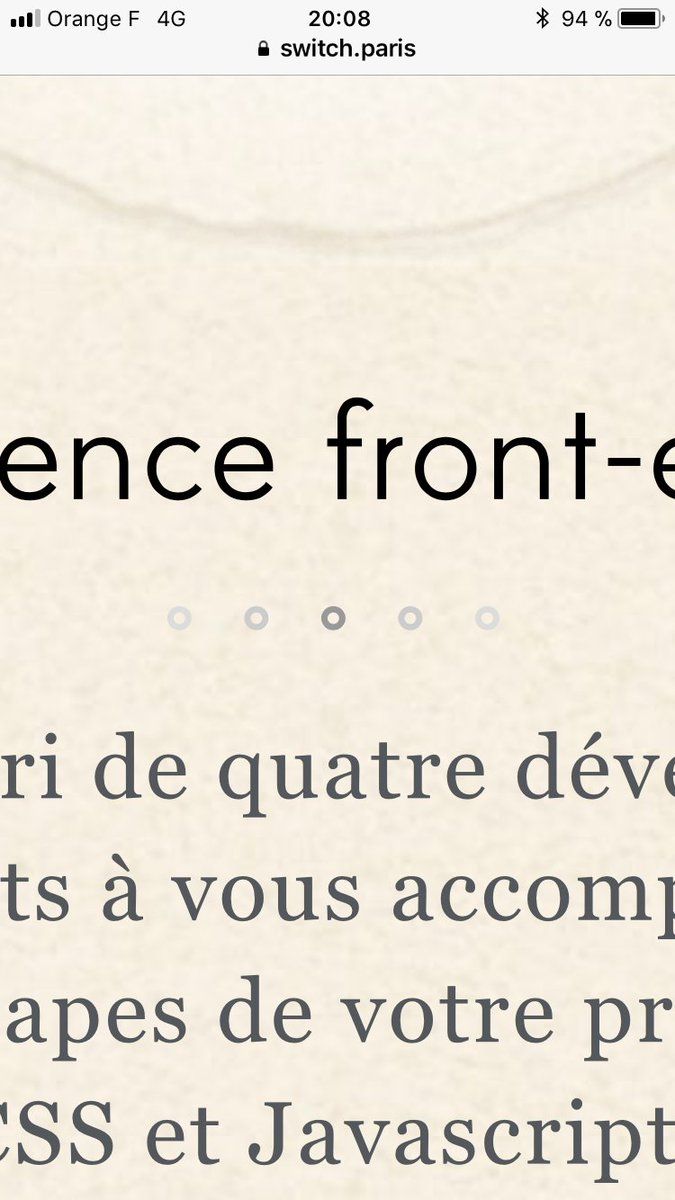 Orange F 4G 20:08 94 %
switch.paris
ence front-e
ri de quatre déve
ts à vous accomp
apes de votre pr
CSS et Javascript